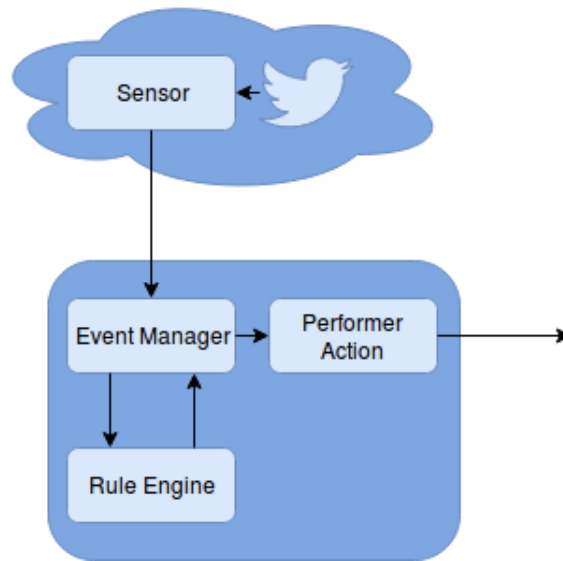 Sensor
Event Manager
Performer
Action
Rule Engine